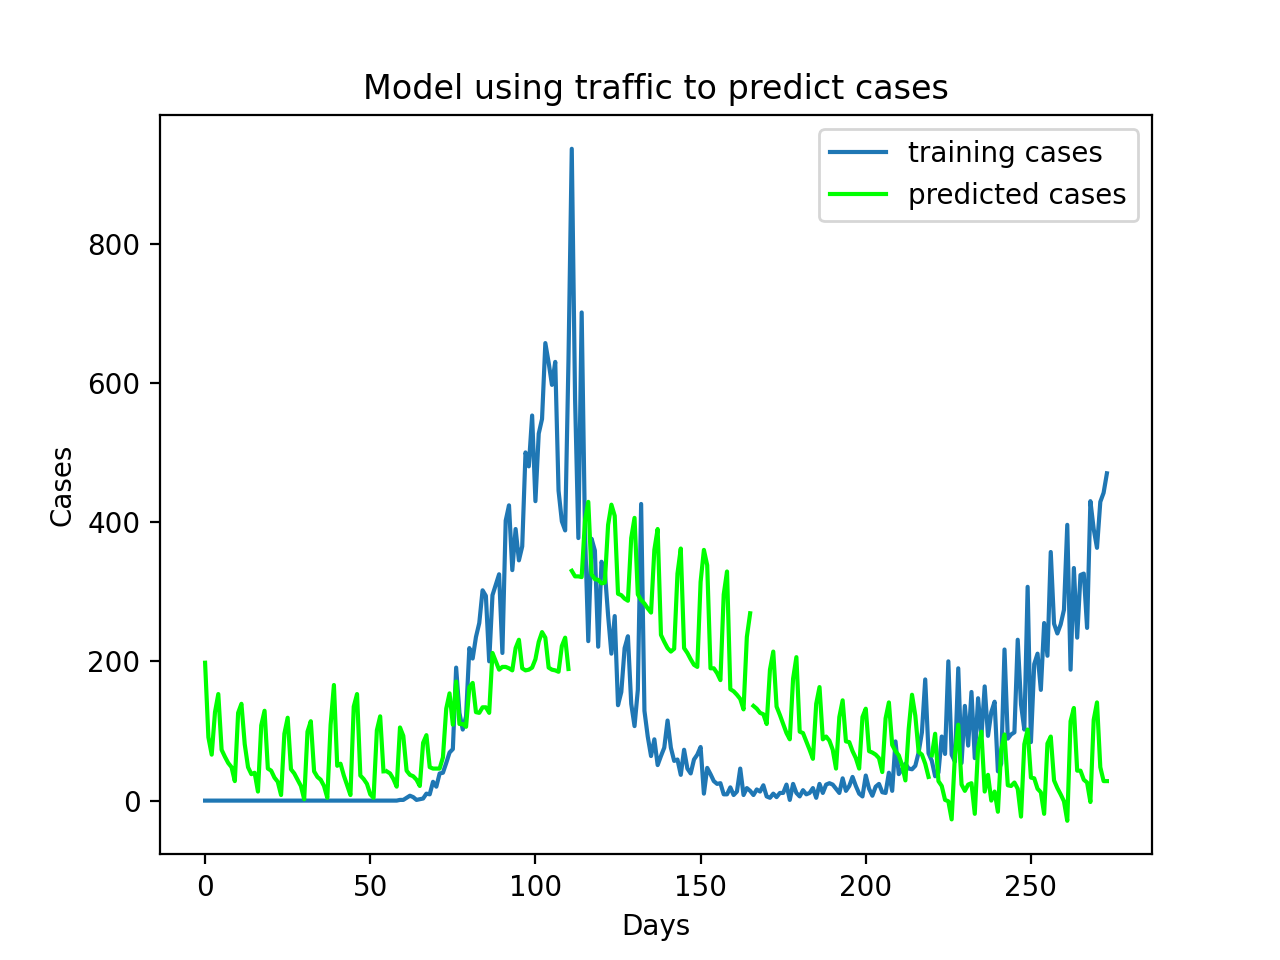 Model using traffic to predict cases
training cases
predicted cases
800
600
400
200
0
Cases
0 50 100 150 200 250
Days